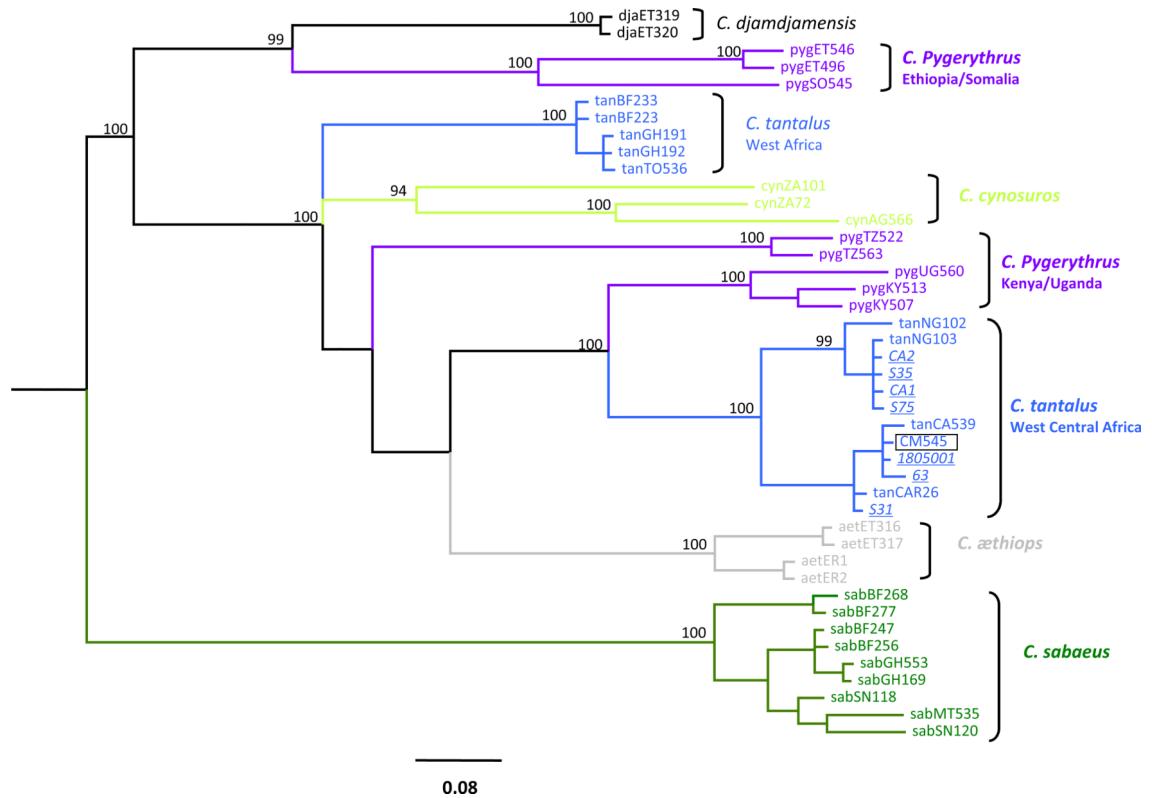 100
djaET319
djaET320
C. djamdjamensis
99
100
100
pygET546
pygET496
pygSO545
C. Pygerythrus
Ethiopia/Somalia
100
100
tanBF233
tanBF223
tanGH191
tanGH192
tanTO536
C. tantalus
West Africa
94
100
cynZA101
cynZA72
cynAG566
C. cynosuros
100
100
pygTZ522
pygTZ563
100
pygUG560
pygKY513
pygKY507
C. Pygerythrus
Kenya/Uganda
100
99
tanNG102
tanNG103
CA2
S35
CA1
S75
100
tanCA539
CM545
1805001
63
tanCAR26
S31
C. tantalus
West Central Africa
100
aetET316
aetET317
aetER1
aetER2
C. æthiops
100
sabBF268
sabBF277
sabBF247
sabBF256
sabGH553
sabGH169
sabSN118
sabMT535
sabSN120
C. sabaeus
0.08